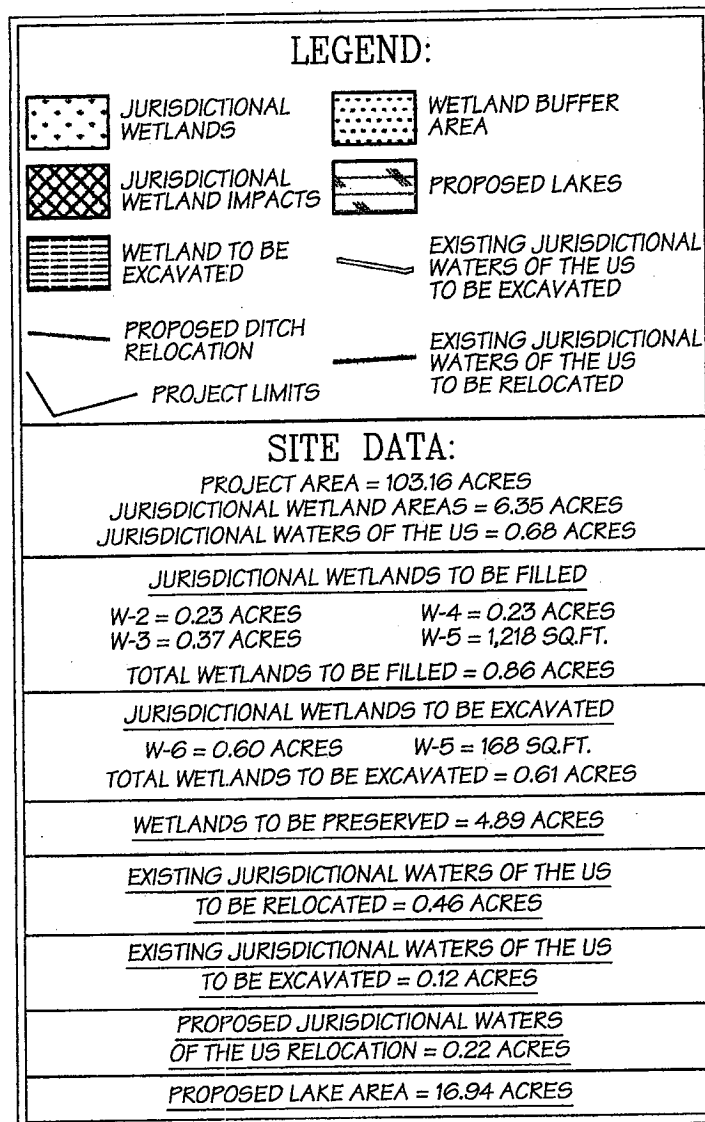 LEGEND:
JURISDICTIONAL
WETLANDS
WETLAND BUFFER
AREA
JURISDICTIONAL
WETLAND IMPACTS
PROPOSED LAKES
WETLAND TO BE
EXCAVATED
EXISTING JURISDICTIONAL
WATERS OF THE US
TO BE EXCAVATED
PROPOSED DITCH
RELOCATION
EXISTING JURISDICTIONAL
WATERS OF THE US
TO BE RELOCATED
PROJECT LIMITS
SITE DATA:
PROJECT AREA = 103.16 ACRES
JURISDICTIONAL WETLAND AREAS = 6.35 ACRES
JURISDICTIONAL WATERS OF THE US = 0.68 ACRES
JURISDICTIONAL WETLANDS TO BE FILLED
W-2 = 0.23 ACRES W-4 = 0.23 ACRES
W-3 = 0.37 ACRES W-5 = 1,218 SQ.FT.
TOTAL WETLANDS TO BE FILLED = 0.86 ACRES
JURISDICTIONAL WETLANDS TO BE EXCAVATED
W-6 = 0.60 ACRES W-5 = 168 SQ.FT.
TOTAL WETLANDS TO BE EXCAVATED = 0.61 ACRES
WETLANDS TO BE PRESERVED = 4.89 ACRES
EXISTING JURISDICTIONAL WATERS OF THE US
TO BE RELOCATED = 0.46 ACRES
EXISTING JURISDICTIONAL WATERS OF THE US
TO BE EXCAVATED = 0.12 ACRES
PROPOSED JURISDICTIONAL WATERS
OF THE US RELOCATION = 0.22 ACRES
PROPOSED LAKE AREA = 16.94 ACRES